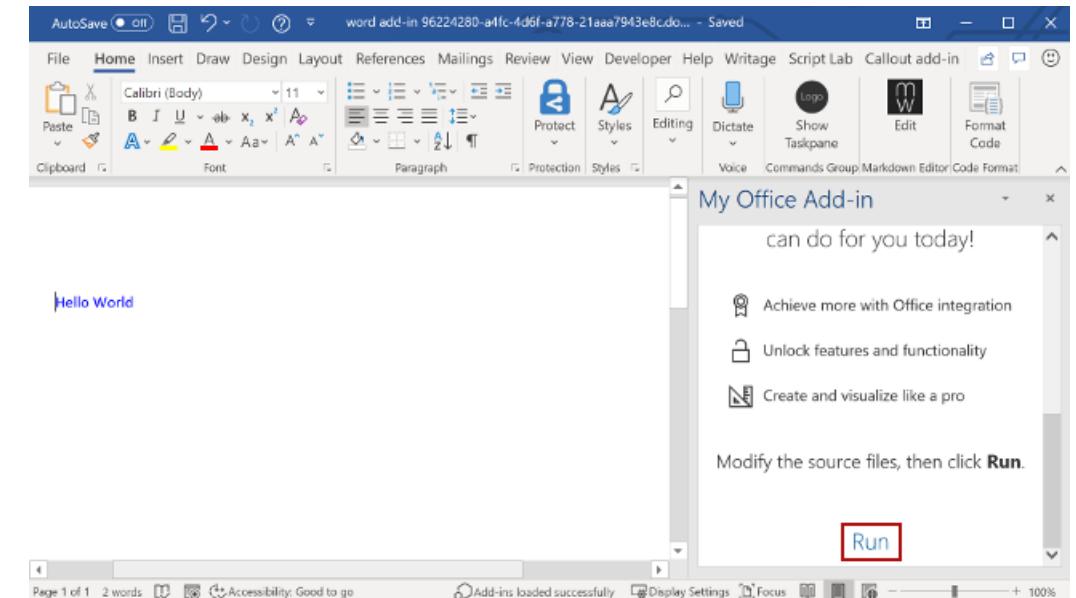 AutoSave Off word add-in 96224280-a4fc-4d6f-a778-21aaa7943e8c.do... - Saved
File Home Insert Draw Design Layout References Mailings Review View Developer Help Writage Script Lab Callout add-in
Calibri (Body) 11
B I U ab x₂ x² A
A A Aa A A
Paste
Protect
Styles
Editing
Dictate
Logo
Show
Taskpane
Edit
Format
Code
Clipboard Font Paragraph Protection Styles Voice Commands Group Markdown Editor Code Format
My Office Add-in
can do for you today!
Hello World
Achieve more with Office integration
Unlock features and functionality
Create and visualize like a pro
Modify the source files, then click Run.
Run
Page 1 of 1 2 words Accessibility: Good to go Add-ins loaded successfully Display Settings Focus 100%